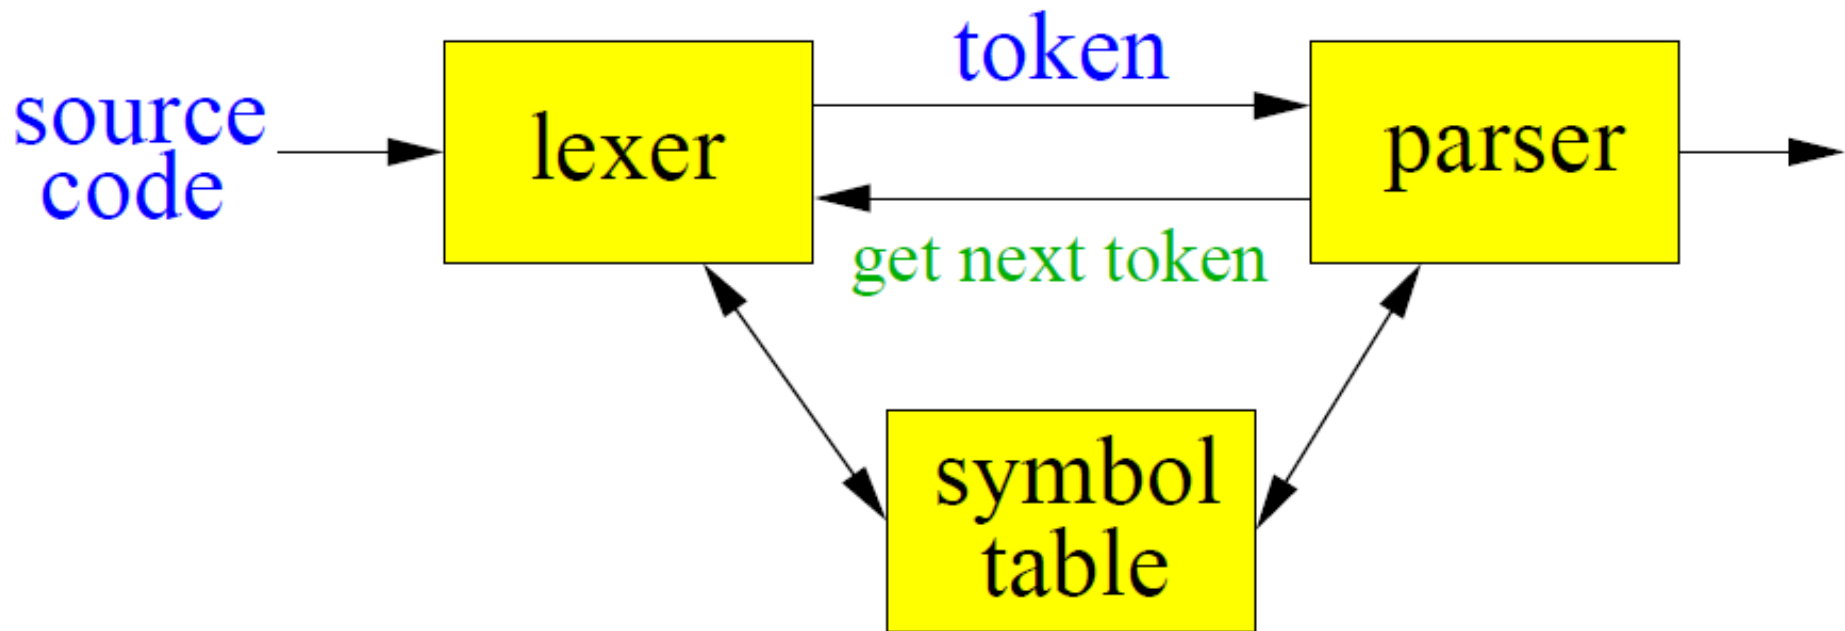 source
code
lexer
token
get next token
parser
symbol
table